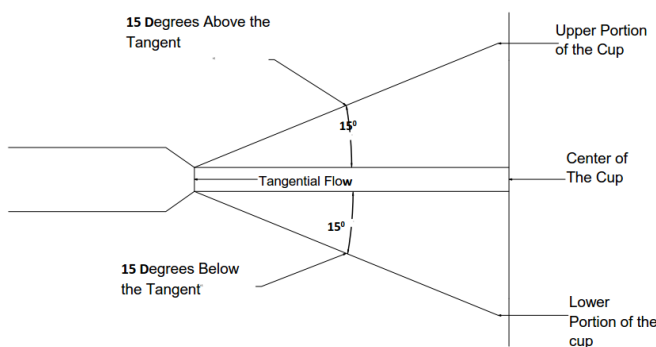 15 Degrees Above the
Tangent
Upper Portion
of the Cup
15⁰
Tangential Flow
Center of
The Cup
15⁰
15 Degrees Below
the Tangent
Lower
Portion of the
cup